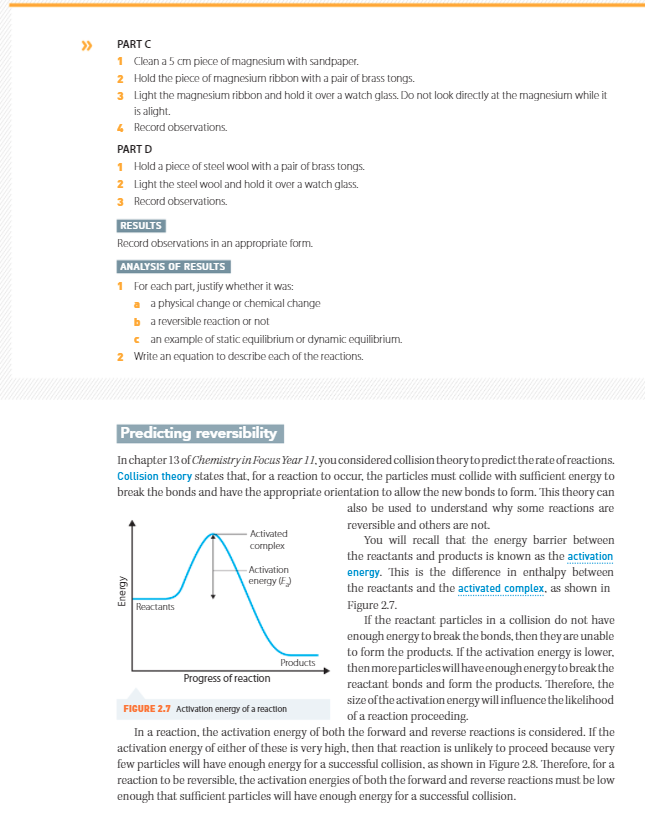 »
PART C
1 Clean a 5 cm piece of magnesium with sandpaper.
2 Hold the piece of magnesium ribbon with a pair of brass tongs.
3 Light the magnesium ribbon and hold it over a watch glass. Do not look directly at the magnesium while it
is alight.
4 Record observations.
PART D
1 Hold a piece of steel wool with a pair of brass tongs.
2 Light the steel wool and hold it over a watch glass.
3 Record observations.
RESULTS
Record observations in an appropriate form.
ANALYSIS OF RESULTS
1 For each part, justify whether it was:
a a physical change or chemical change
b a reversible reaction or not
c an example of static equilibrium or dynamic equilibrium.
2 Write an equation to describe each of the reactions.
Predicting reversibility
In chapter 13 of Chemistry in Focus Year 11, you considered collision theory to predict the rate of reactions.
Collision theory states that, for a reaction to occur, the particles must collide with sufficient energy to
break the bonds and have the appropriate orientation to allow the new bonds to form. This theory can
also be used to understand why some reactions are
reversible and others are not.
You will recall that the energy barrier between
the reactants and products is known as the activation
energy. This is the difference in enthalpy between
the reactants and the activated complex, as shown in
Figure 2.7.
If the reactant particles in a collision do not have
enough energy to break the bonds, then they are unable
to form the products. If the activation energy is lower,
then more particles will have enough energy to break the
reactant bonds and form the products. Therefore, the
size of the activation energy will influence the likelihood
of a reaction proceeding.
Energy
Activated
complex
Activation
energy (Ea)
Reactants
Products
Progress of reaction
FIGURE 2.7 Activation energy of a reaction
In a reaction, the activation energy of both the forward and reverse reactions is considered. If the
activation energy of either of these is very high, then that reaction is unlikely to proceed because very
few particles will have enough energy for a successful collision, as shown in Figure 2.8. Therefore, for a
reaction to be reversible, the activation energies of both the forward and reverse reactions must be low
enough that sufficient particles will have enough energy for a successful collision.